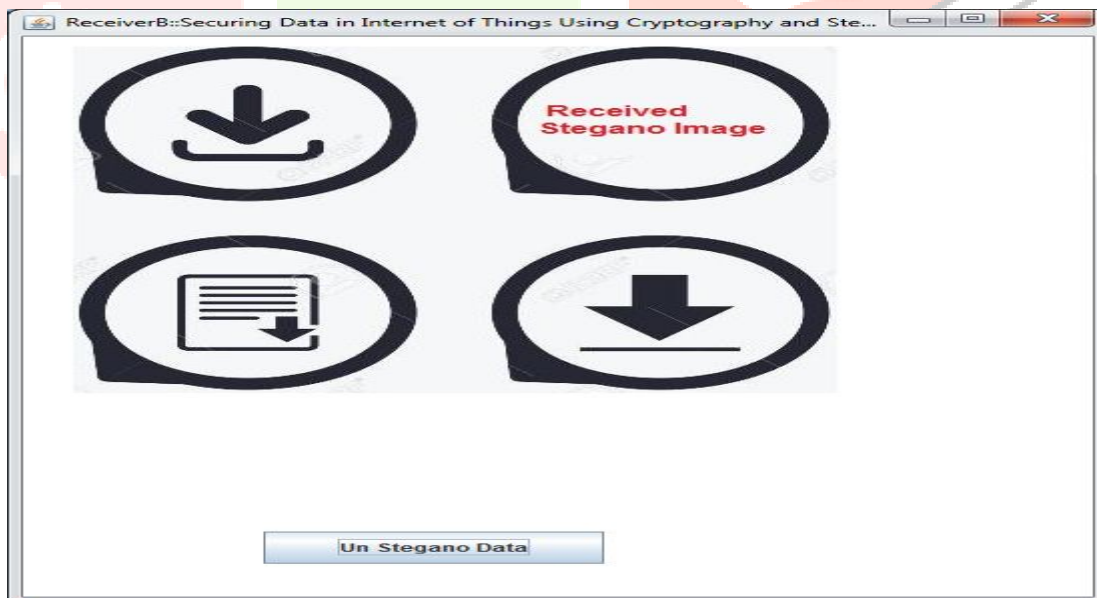 ReceiverB::Securing Data in Internet of Things Using Cryptography and Ste...
Received
Stegano Image
Un Stegano Data